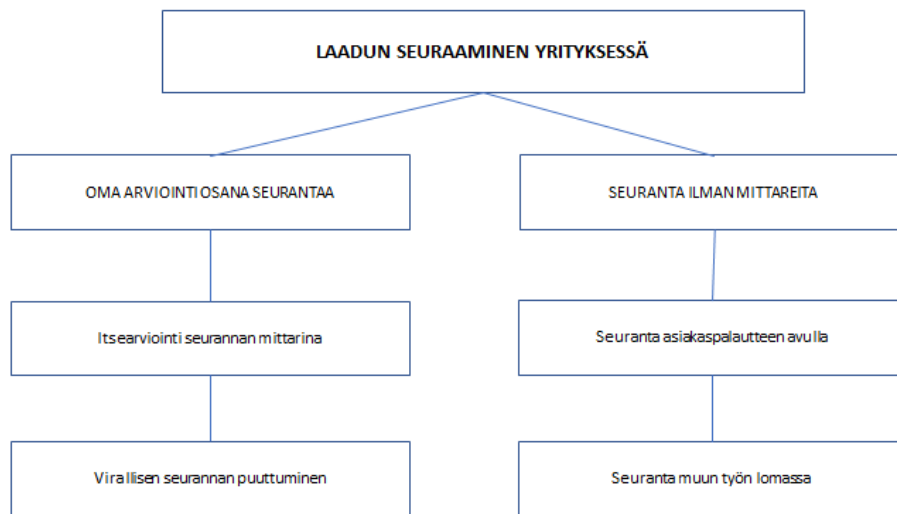 LAADUN SEURAAMINEN YRITYKSESSÄ
OMA ARVIOINTI OSANA SEURANTAA
SEURANTA ILMAN MITTAREITA
Itsearviointi seurannan mittarina
Seuranta asiakaspalautteen avulla
Virallisen seurannan puuttuminen
Seuranta muun työn lomassa